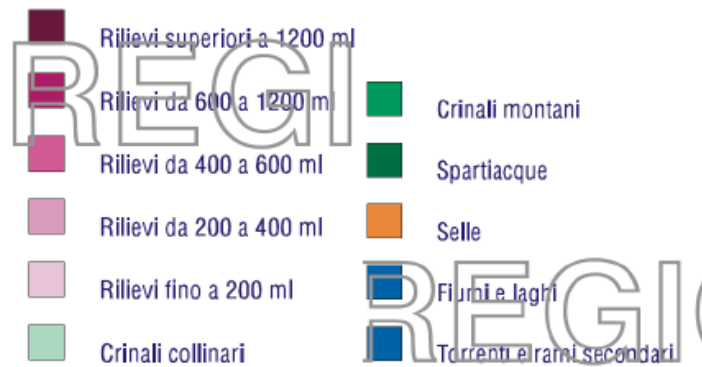 Rilievi superiori a 1200 ml
Rilievi da 600 a 1200 ml
Rilievi da 400 a 600 ml
Rilievi da 200 a 400 ml
Rilievi fino a 200 ml
Crinali collinari
Crinali montani
Spartiacque
Selle
Fiumi e laghi
Torrenti e rami secondari
REGI
REGI